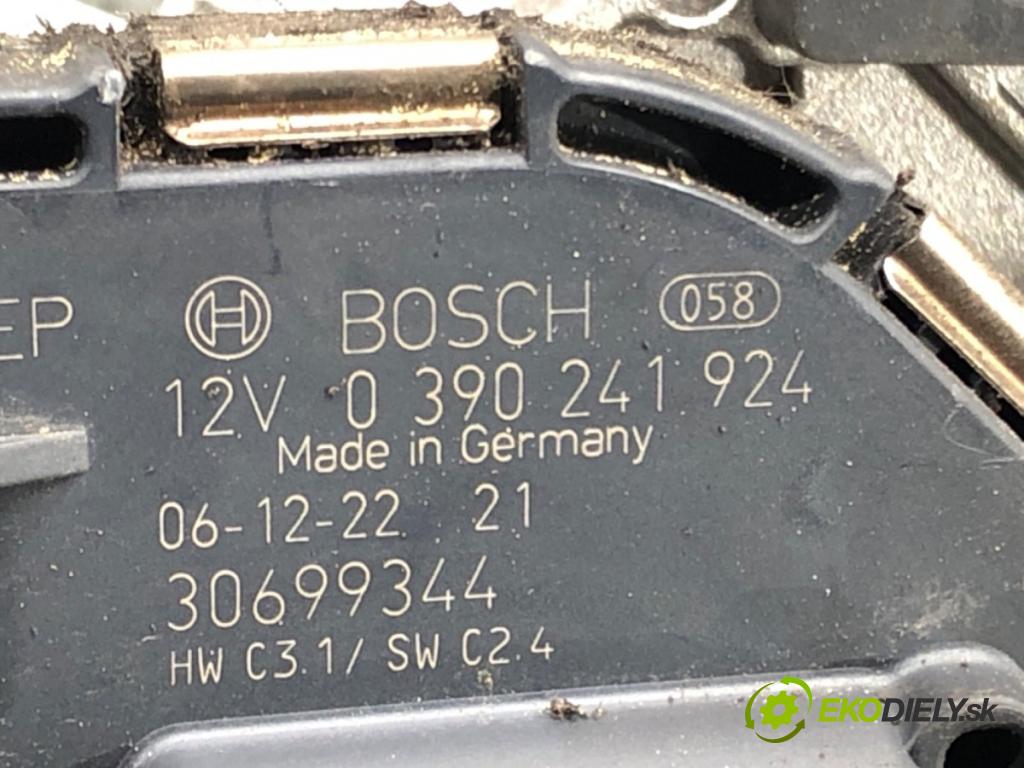 EP
BOSCH 058
12V 0 390 241 924
Made in Germany
06-12-22 21
30699344
HW C3.1/ SW C2.4
EKODIELY.sk